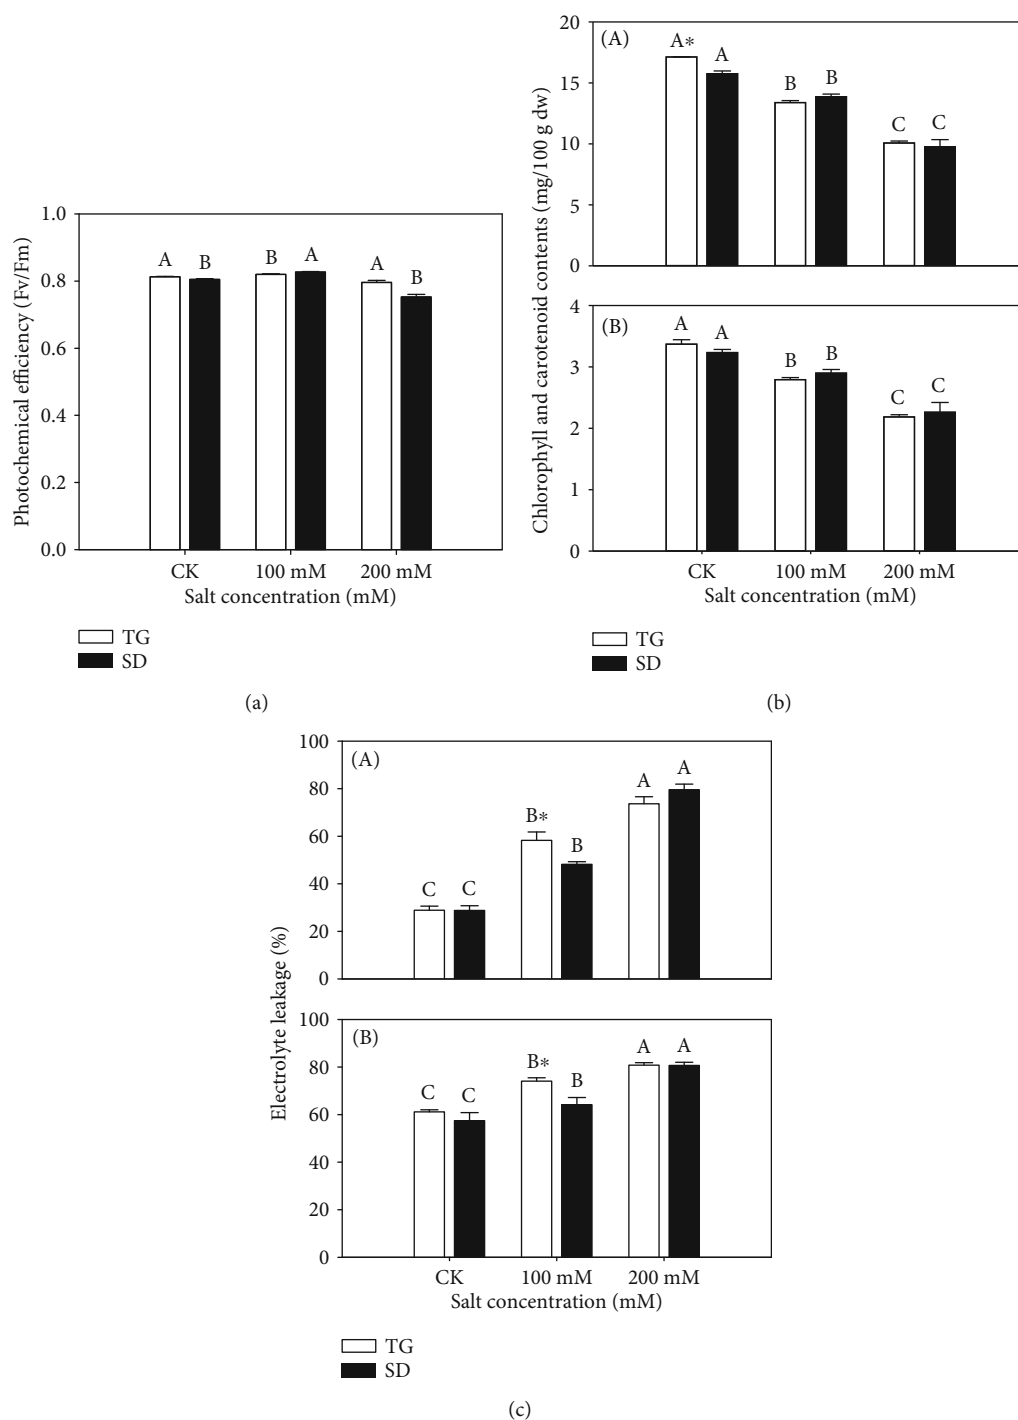 Photochemical efficiency (Fv/Fm)
1.0
0.8
0.6
0.4
0.2
0.0
A B B A A B
CK 100 mM 200 mM
Salt concentration (mM)
TG
SD
(a)
Chlorophyll and carotenoid contents (mg/100 g dw)
(A)
20
15
10
5
0
A* A B B C C
(B)
4
3
2
1
0
A A B B C C
CK 100 mM 200 mM
Salt concentration (mM)
TG
SD
(b)
Electrolyte leakage (%)
(A)
100
80
60
40
20
0
C C B* B A A
(B)
100
80
60
40
20
0
C C B* B A A
CK 100 mM 200 mM
Salt concentration (mM)
TG
SD
(c)